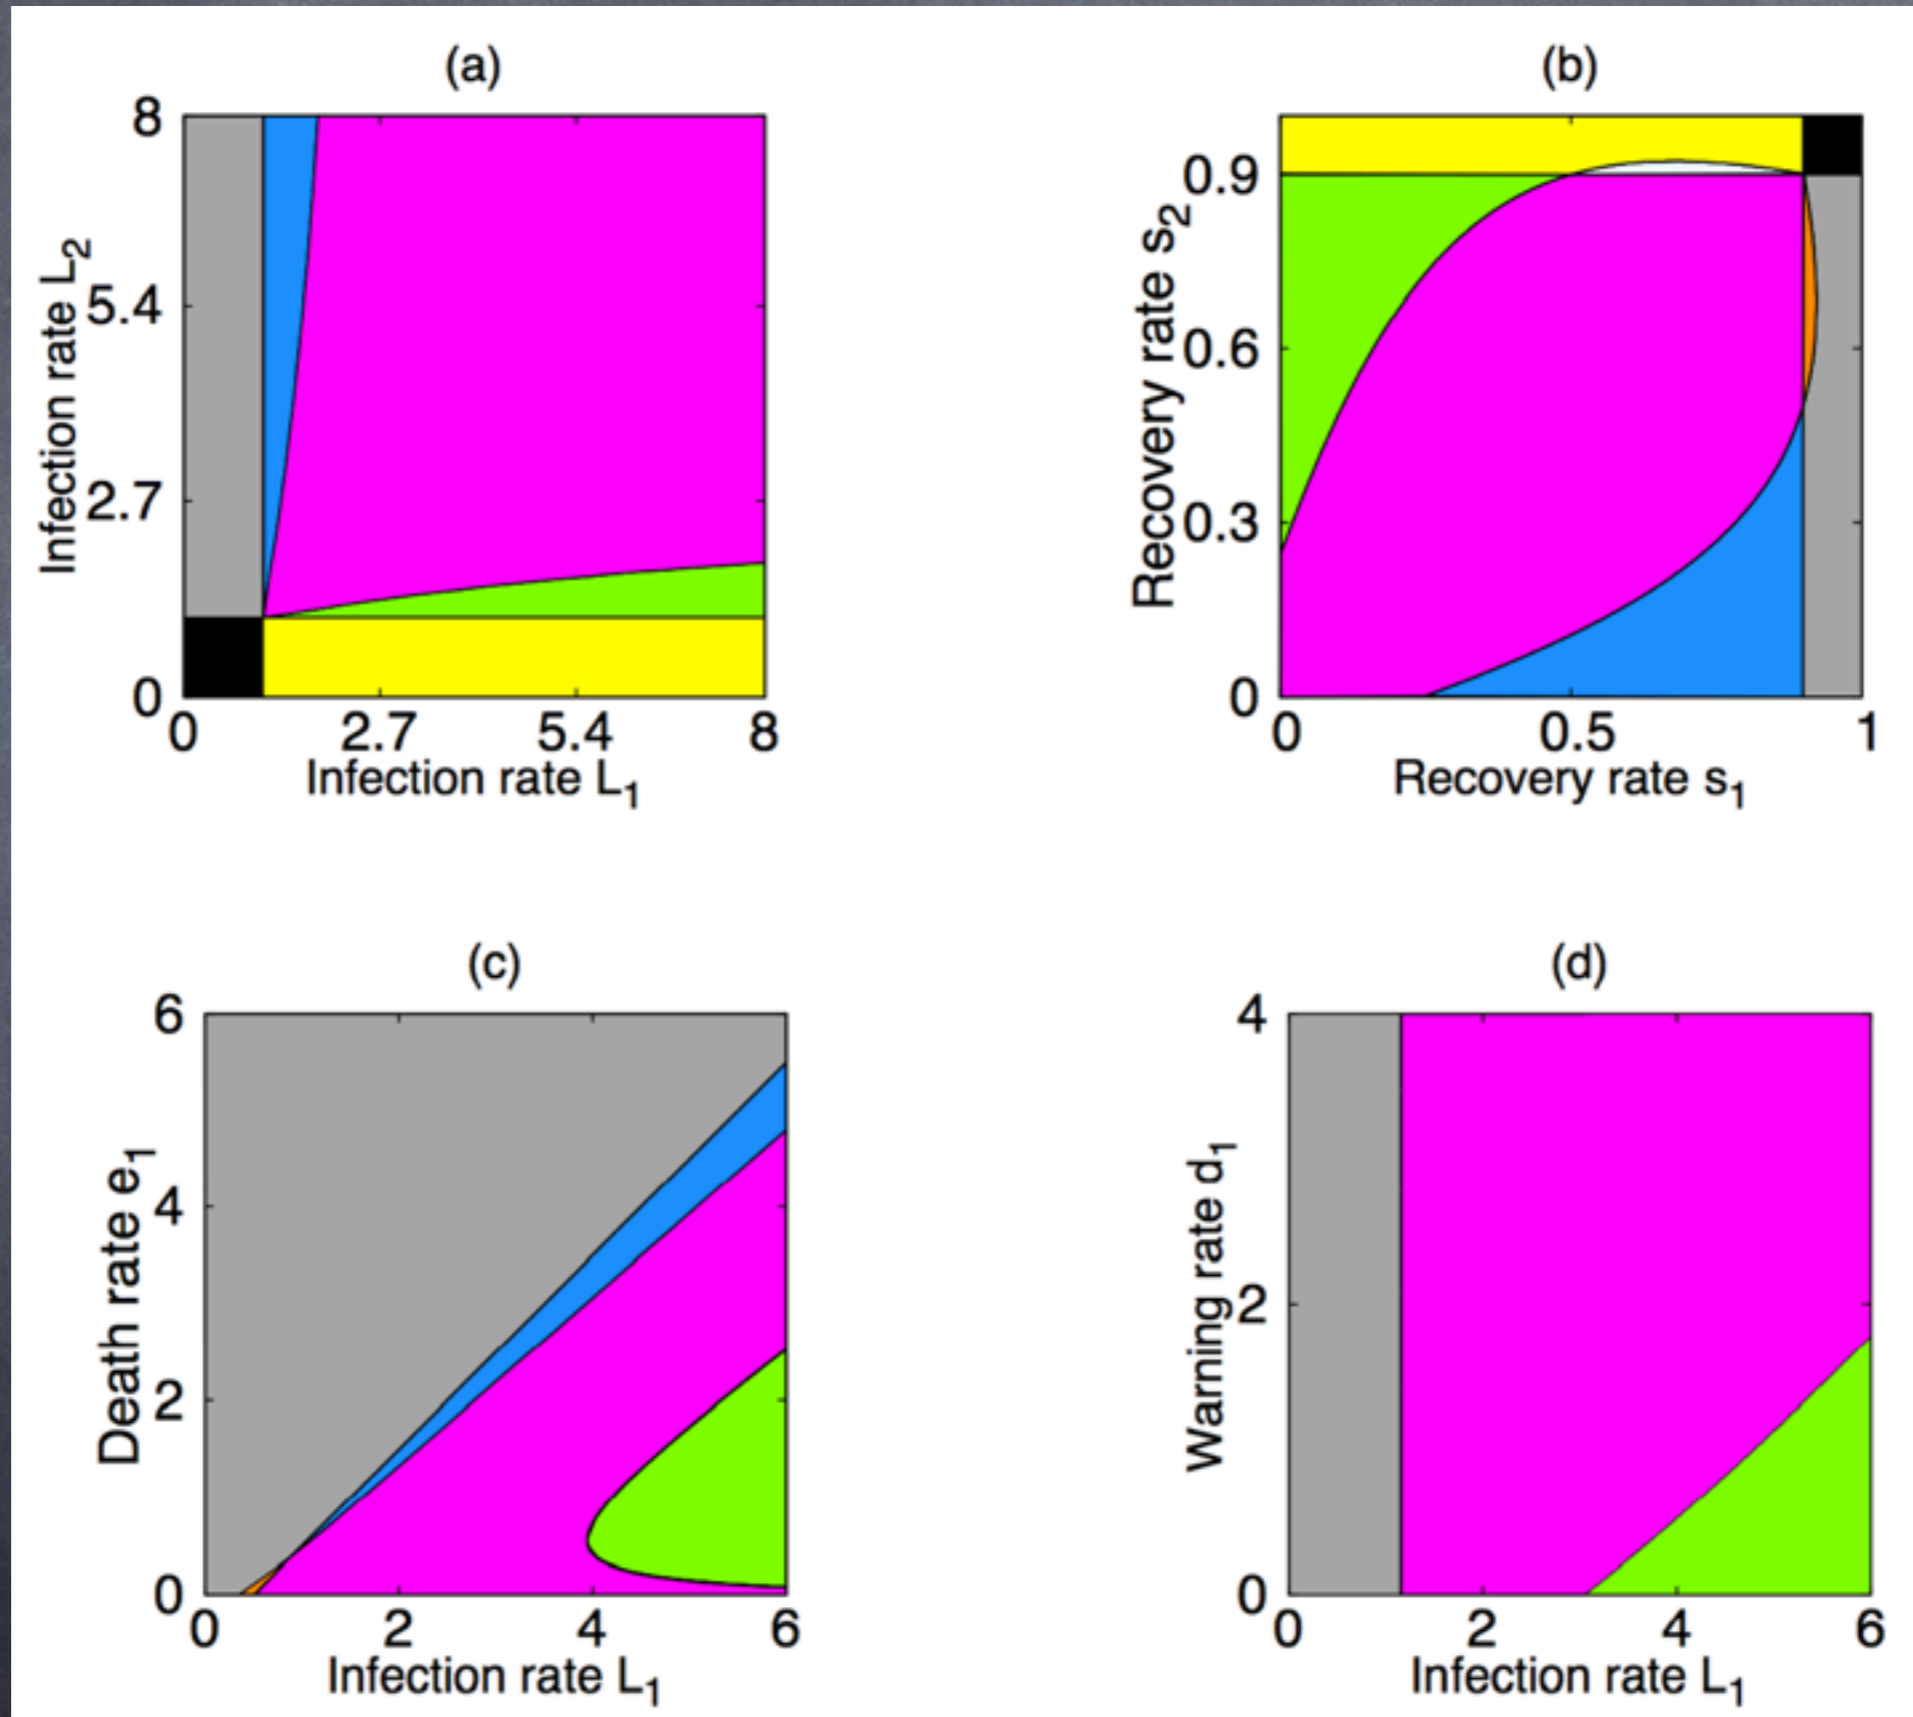 (a)
Infection rate L2
8
5.4
2.7
0
0 2.7 5.4 8
Infection rate L1
(b)
Recovery rate s2
0.9
0.6
0.3
0
0 0.5 1
Recovery rate s1
(c)
Death rate e1
6
4
2
0
0 2 4 6
Infection rate L1
(d)
Warning rate d1
4
2
0
0 2 4 6
Infection rate L1